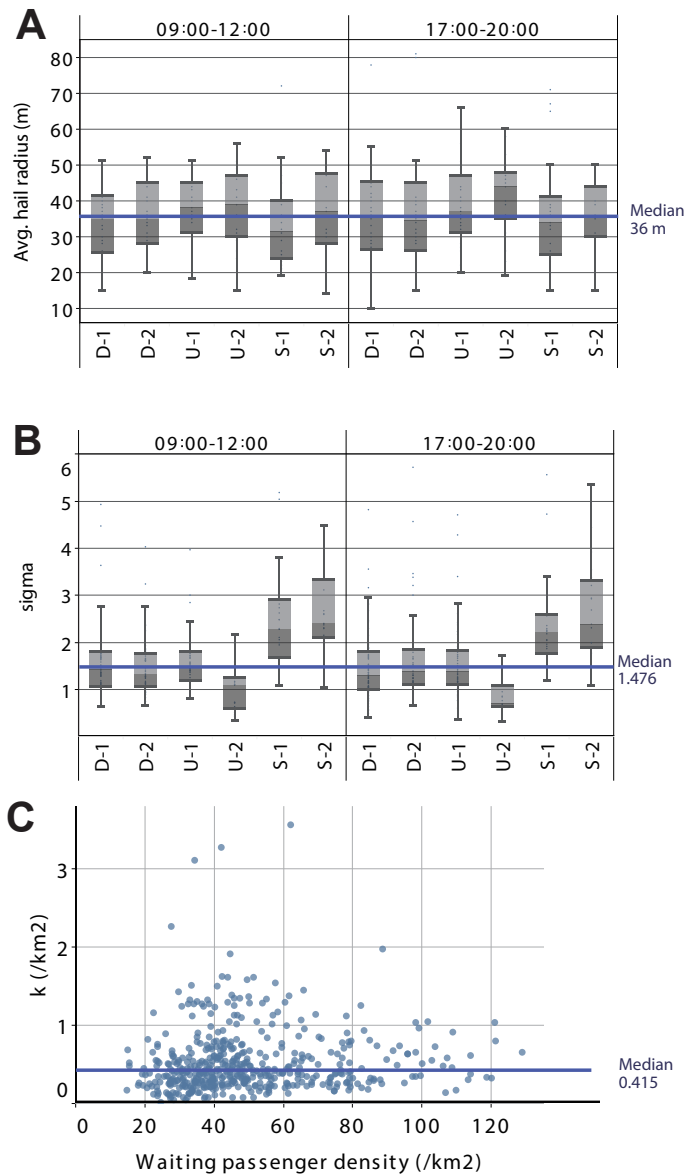 A
09:00-12:00 17:00-20:00
Avg. hail radius (m)
80
70
60
50
40
30
20
10
Median
36 m
D-1 D-2 U-1 U-2 S-1 S-2 D-1 D-2 U-1 U-2 S-1 S-2
B
09:00-12:00 17:00-20:00
sigma
6
5
4
3
2
1
Median
1.476
D-1 D-2 U-1 U-2 S-1 S-2 D-1 D-2 U-1 U-2 S-1 S-2
C
k (/km2)
3
2
1
0
Median
0.415
0 20 40 60 80 100 120
Waiting passenger density (/km2)